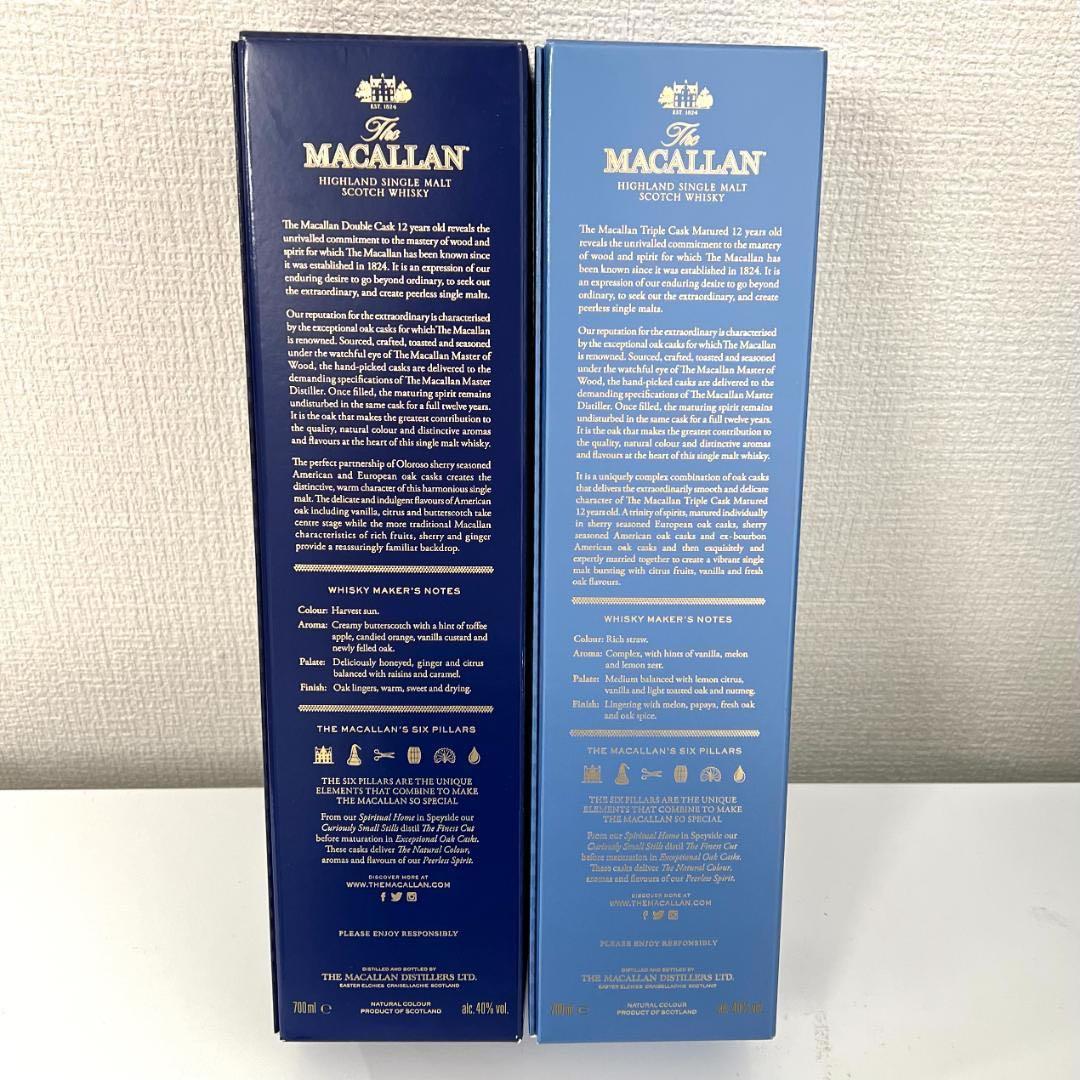 EST. 1824
The
MACALLAN
HIGHLAND SINGLE MALT
SCOTCH WHISKY
The Macallan Double Cask 12 years old reveals the
unrivalled commitment to the mastery of wood and
spirit for which The Macallan has been known since
it was established in 1824. It is an expression of our
enduring desire to go beyond ordinary, to seek out
the extraordinary, and create peerless single malts.
Our reputation for the extraordinary is characterised
by the exceptional oak casks for which The Macallan
is renowned. Sourced, crafted, toasted and seasoned
under the watchful eye of The Macallan Master of
Wood, the hand-picked casks are delivered to the
demanding specifications of The Macallan Master
Distiller. Once filled, the maturing spirit remains
undisturbed in the same cask for a full twelve years.
It is the oak that makes the greatest contribution to
the quality, natural colour and distinctive aromas
and flavours at the heart of this single malt whisky.
The perfect partnership of Oloroso sherry seasoned
American and European oak casks creates the
distinctive, warm character of this harmonious single
malt. The delicate and indulgent flavours of American
oak including vanilla, citrus and butterscotch take
centre stage while the more traditional Macallan
characteristics of rich fruits, sherry and ginger
provide a reassuringly familiar backdrop.
WHISKY MAKER'S NOTES
Colour: Harvest sun.
Aroma: Creamy butterscotch with a hint of toffee
apple, candied orange, vanilla custard and
newly felled oak.
Palate: Deliciously honeyed, ginger and citrus
balanced with raisins and caramel.
Finish: Oak lingers, warm, sweet and drying.
THE MACALLAN'S SIX PILLARS
THE SIX PILLARS ARE THE UNIQUE
ELEMENTS THAT COMBINE TO MAKE
THE MACALLAN SO SPECIAL
From our Spiritual Home in Speyside our
Curiously Small Stills distil The Finest Cut
before maturation in Exceptional Oak Casks.
These casks deliver The Natural Colour,
aromas and flavours of our Peerless Spirit.
DISCOVER MORE AT
WWW.THEMACALLAN.COM
PLEASE ENJOY RESPONSIBLY
DISTILLED AND BOTTLED BY
THE MACALLAN DISTILLERS LTD.
EASTER ELCHIES CRAIGELLACHIE SCOTLAND
700 ml e
NATURAL COLOUR
PRODUCT OF SCOTLAND
alc. 40% vol.
EST. 1824
The
MACALLAN
HIGHLAND SINGLE MALT
SCOTCH WHISKY
The Macallan Triple Cask Matured 12 years old
reveals the unrivalled commitment to the mastery
of wood and spirit for which The Macallan has
been known since it was established in 1824. It is
an expression of our enduring desire to go beyond
ordinary, to seek out the extraordinary, and create
peerless single malts.
Our reputation for the extraordinary is characterised
by the exceptional oak casks for which The Macallan
is renowned. Sourced, crafted, toasted and seasoned
under the watchful eye of The Macallan Master of
Wood, the hand-picked casks are delivered to the
demanding specifications of The Macallan Master
Distiller. Once filled, the maturing spirit remains
undisturbed in the same cask for a full twelve years.
It is the oak that makes the greatest contribution to
the quality, natural colour and distinctive aromas
and flavours at the heart of this single malt whisky.
It is a uniquely complex combination of oak casks
that delivers the extraordinarily smooth and delicate
character of The Macallan Triple Cask Matured
12 years old. A trinity of spirits, matured individually
in sherry seasoned European oak casks, sherry
seasoned American oak casks and ex-bourbon
American oak casks and then exquisitely and
expertly married together to create a vibrant single
malt bursting with citrus fruits, vanilla and fresh
oak flavours.
WHISKY MAKER'S NOTES
Colour: Rich straw.
Aroma: Complex, with hints of vanilla, melon
and lemon zest.
Palate: Medium balanced with lemon citrus,
vanilla and light toasted oak and nutmeg.
Finish: Lingering with melon, papaya, fresh oak
and oak spice.
THE MACALLAN'S SIX PILLARS
THE SIX PILLARS ARE THE UNIQUE
ELEMENTS THAT COMBINE TO MAKE
THE MACALLAN SO SPECIAL
From our Spiritual Home in Speyside our
Curiously Small Stills distil The Finest Cut
before maturation in Exceptional Oak Casks.
These casks deliver The Natural Colour,
aromas and flavours of our Peerless Spirit.
DISCOVER MORE AT
WWW.THEMACALLAN.COM
PLEASE ENJOY RESPONSIBLY
DISTILLED AND BOTTLED BY
THE MACALLAN DISTILLERS LTD.
EASTER ELCHIES CRAIGELLACHIE SCOTLAND
700 ml e
NATURAL COLOUR
PRODUCT OF SCOTLAND
alc. 40% vol.